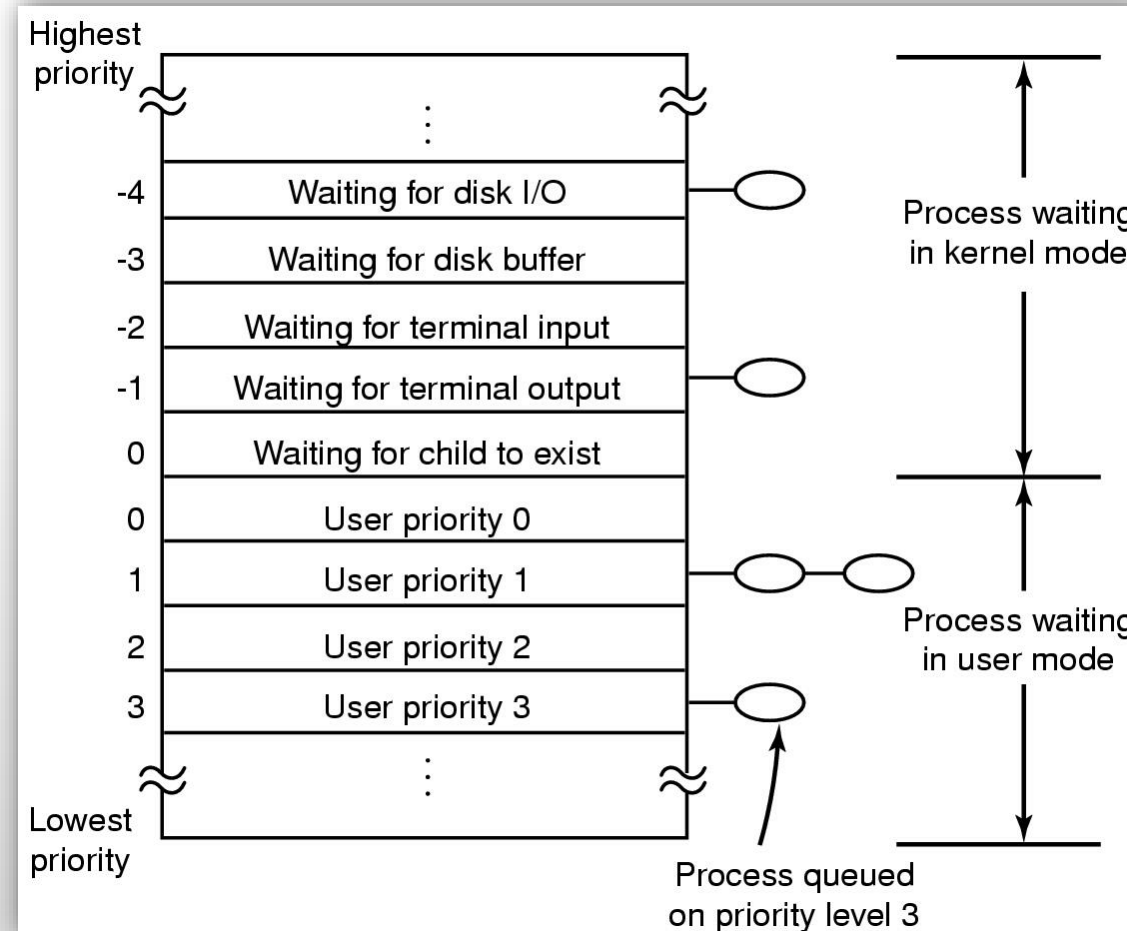 Highest
priority
⋮
-4 Waiting for disk I/O
-3 Waiting for disk buffer
-2 Waiting for terminal input
-1 Waiting for terminal output
0 Waiting for child to exist
0 User priority 0
1 User priority 1
2 User priority 2
3 User priority 3
⋮
Lowest
priority
Process waiting
in kernel mode
Process waiting
in user mode
Process queued
on priority level 3